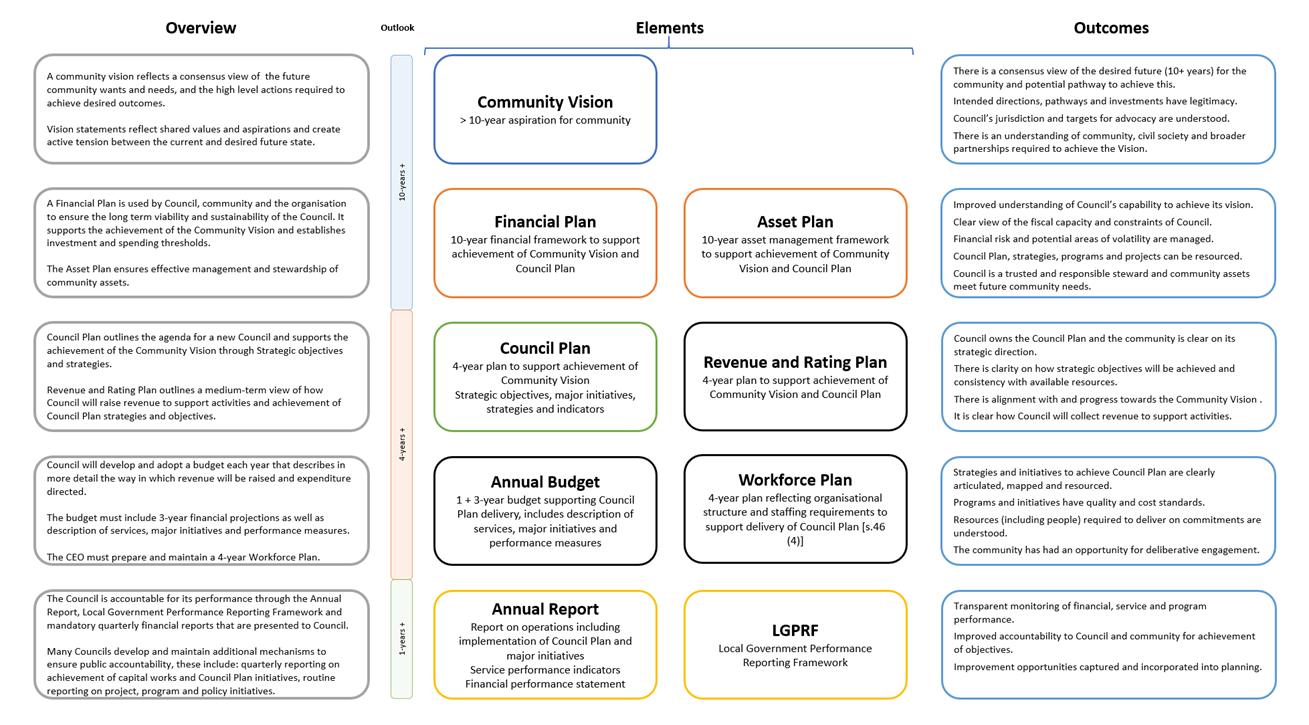 Overview
Outlook
Elements
Outcomes
A community vision reflects a consensus view of the future
community wants and needs, and the high level actions required to
achieve desired outcomes.
Vision statements reflect shared values and aspirations and create
active tension between the current and desired future state.
10-years +
Community Vision
> 10-year aspiration for community
There is a consensus view of the desired future (10+ years) for the
community and potential pathway to achieve this.
Intended directions, pathways and investments have legitimacy.
Council's jurisdiction and targets for advocacy are understood.
There is an understanding of community, civil society and broader
partnerships required to achieve the Vision.
A Financial Plan is used by Council, community and the organisation
to ensure the long term viability and sustainability of the Council. It
supports the achievement of the Community Vision and establishes
investment and spending thresholds.
The Asset Plan ensures effective management and stewardship of
community assets.
Financial Plan
10-year financial framework to support
achievement of Community Vision and
Council Plan
Asset Plan
10-year asset management framework
to support achievement of Community
Vision and Council Plan
Improved understanding of Council's capability to achieve its vision.
Clear view of the fiscal capacity and constraints of Council.
Financial risk and potential areas of volatility are managed.
Council Plan, strategies, programs and projects can be resourced.
Council is a trusted and responsible steward and community assets
meet future community needs.
Council Plan outlines the agenda for a new Council and supports the
achievement of the Community Vision through Strategic objectives
and strategies.
Revenue and Rating Plan outlines a medium-term view of how
Council will raise revenue to support activities and achievement of
Council Plan strategies and objectives.
4-years +
Council Plan
4-year plan to support achievement of
Community Vision
Strategic objectives, major initiatives,
strategies and indicators
Revenue and Rating Plan
4-year plan to support achievement of
Community Vision and Council Plan
Council owns the Council Plan and the community is clear on its
strategic direction.
There is clarity on how strategic objectives will be achieved and
consistency with available resources.
There is alignment with and progress towards the Community Vision .
It is clear how Council will collect revenue to support activities.
Council will develop and adopt a budget each year that describes in
more detail the way in which revenue will be raised and expenditure
directed.
The budget must include 3-year financial projections as well as
description of services, major initiatives and performance measures.
The CEO must prepare and maintain a 4-year Workforce Plan.
Annual Budget
1 + 3-year budget supporting Council
Plan delivery, includes description of
services, major initiatives and
performance measures
Workforce Plan
4-year plan reflecting organisational
structure and staffing requirements to
support delivery of Council Plan [s.46
(4)]
Strategies and initiatives to achieve Council Plan are clearly
articulated, mapped and resourced.
Programs and initiatives have quality and cost standards.
Resources (including people) required to deliver on commitments are
understood.
The community has had an opportunity for deliberative engagement.
The Council is accountable for its performance through the Annual
Report, Local Government Performance Reporting Framework and
mandatory quarterly financial reports that are presented to Council.
Many Councils develop and maintain additional mechanisms to
ensure public accountability, these include: quarterly reporting on
achievement of capital works and Council Plan initiatives, routine
reporting on project, program and policy initiatives.
1-years +
Annual Report
Report on operations including
implementation of Council Plan and
major initiatives
Service performance indicators
Financial performance statement
LGPRF
Local Government Performance
Reporting Framework
Transparent monitoring of financial, service and program
performance.
Improved accountability to Council and community for achievement
of objectives.
Improvement opportunities captured and incorporated into planning.